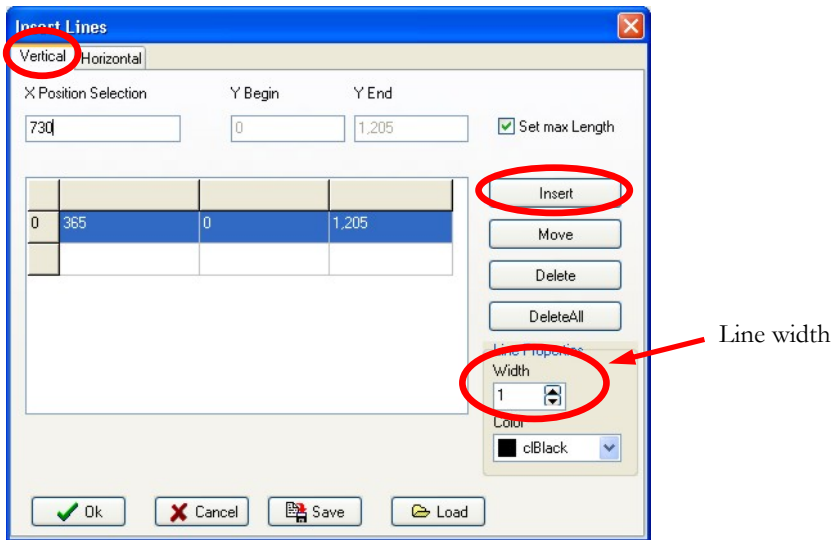 Insert Lines
Vertical Horizontal
X Position Selection Y Begin Y End
730 0 1,205 Set max Length
Insert
0 365 0 1,205
Move
Delete
DeleteAll
Line width
Line Properties
Width
1
Color
clBlack
Ok Cancel Save Load